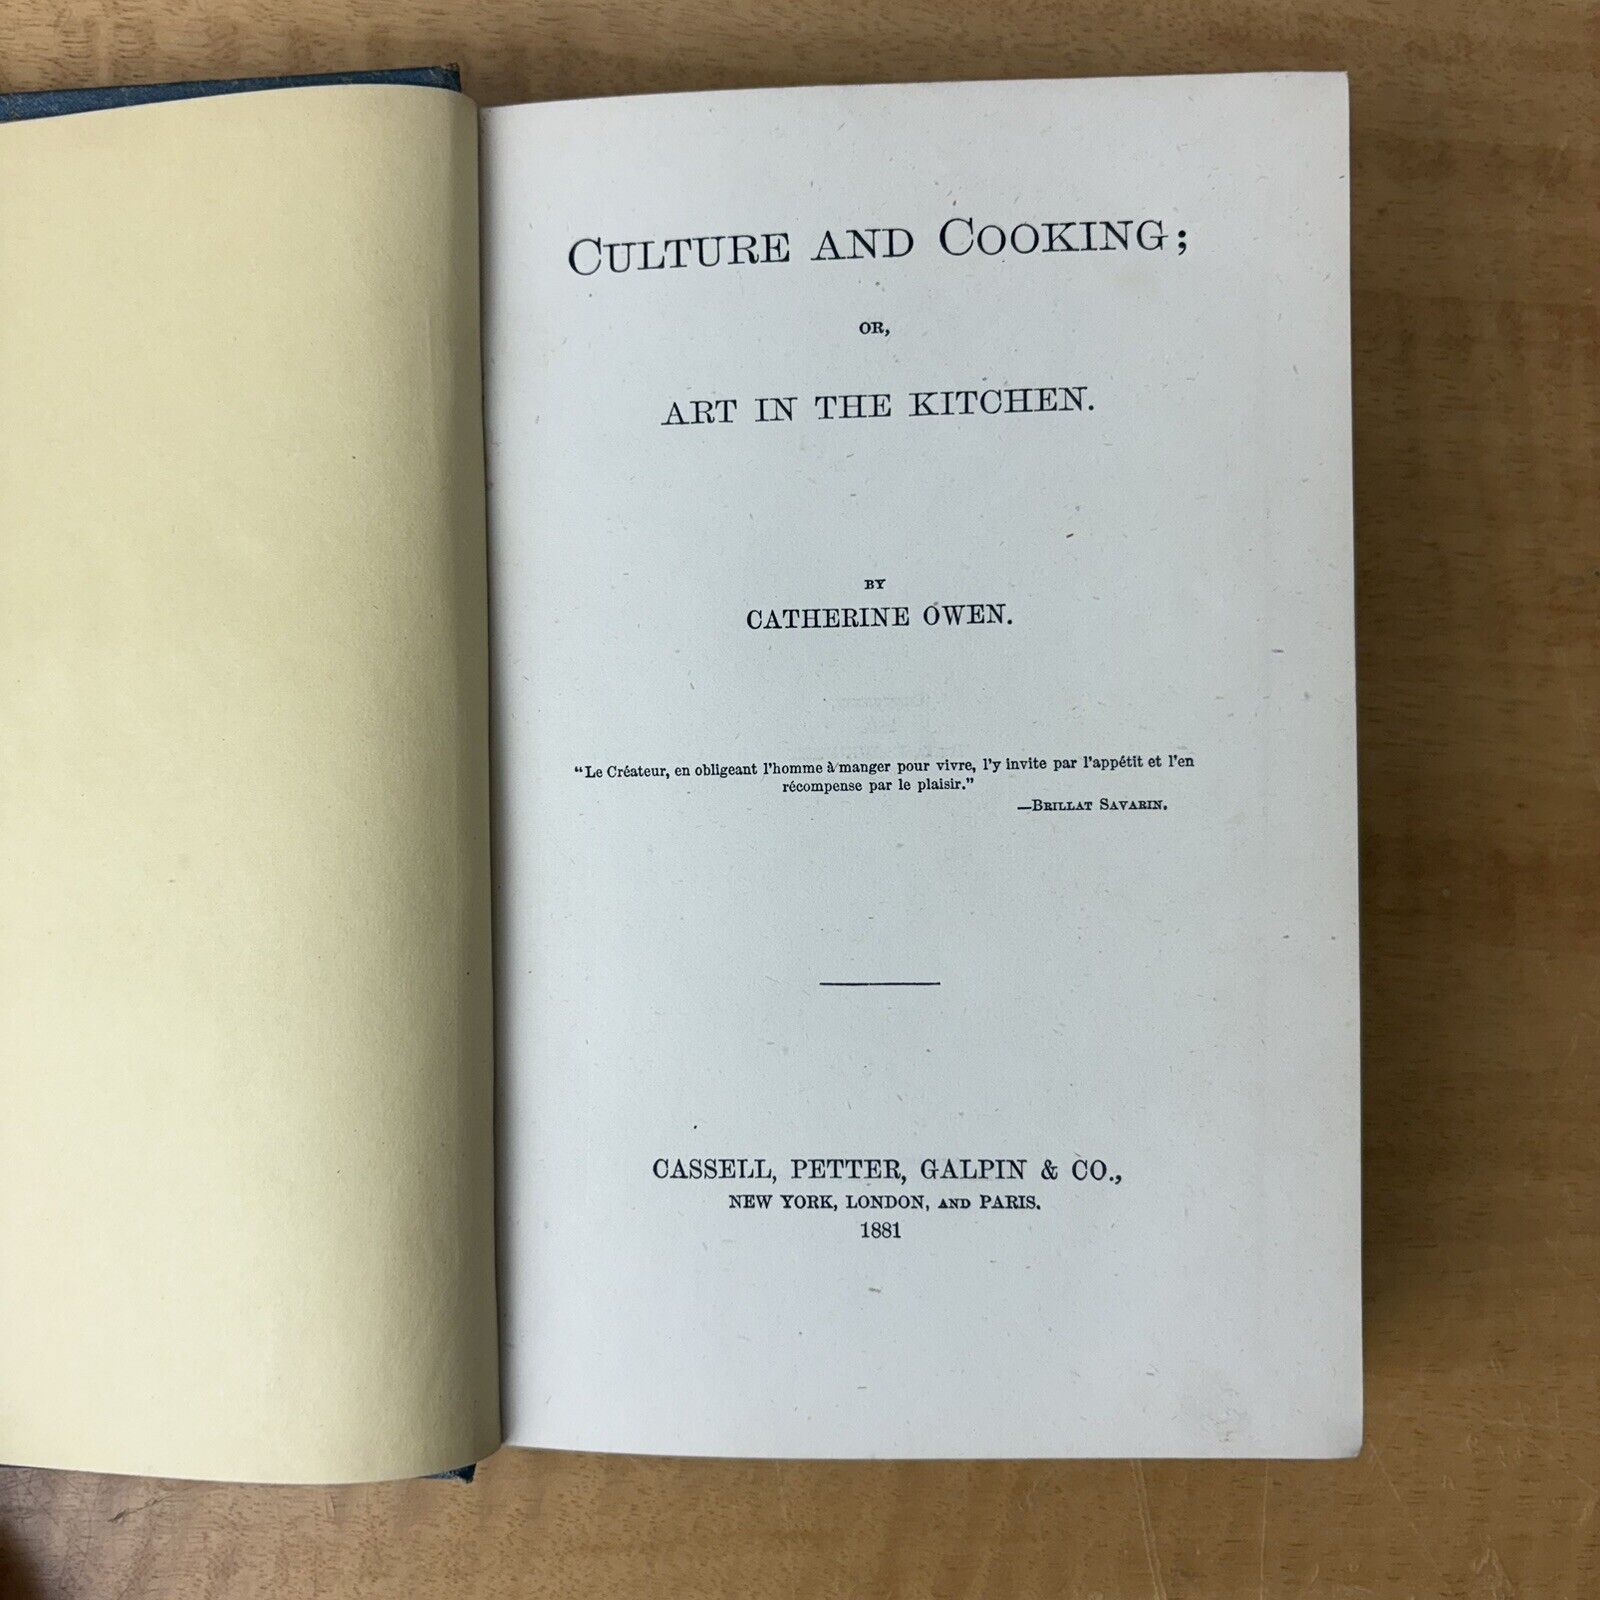 CULTURE AND COOKING;
OR,
ART IN THE KITCHEN.
BY
CATHERINE OWEN.
“Le Créateur, en obligeant l’homme à manger pour vivre, l’y invite par l’appétit et l’en
récompense par le plaisir.”
—BRILLAT SAVARIN.
CASSELL, PETTER, GALPIN & CO.,
NEW YORK, LONDON, AND PARIS.
1881